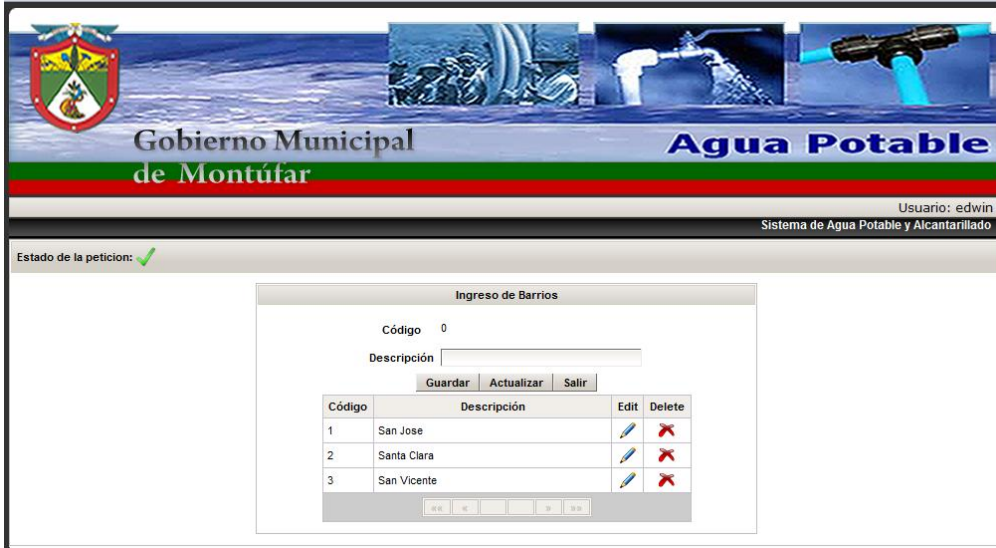 Gobierno Municipal
de Montúfar
Agua Potable
Usuario: edwin
Sistema de Agua Potable y Alcantarillado
Estado de la peticion:
Ingreso de Barrios
Código 0
Descripción
Guardar Actualizar Salir
Código Descripción Edit Delete
1 San Jose
2 Santa Clara
3 San Vicente
«« « » »»